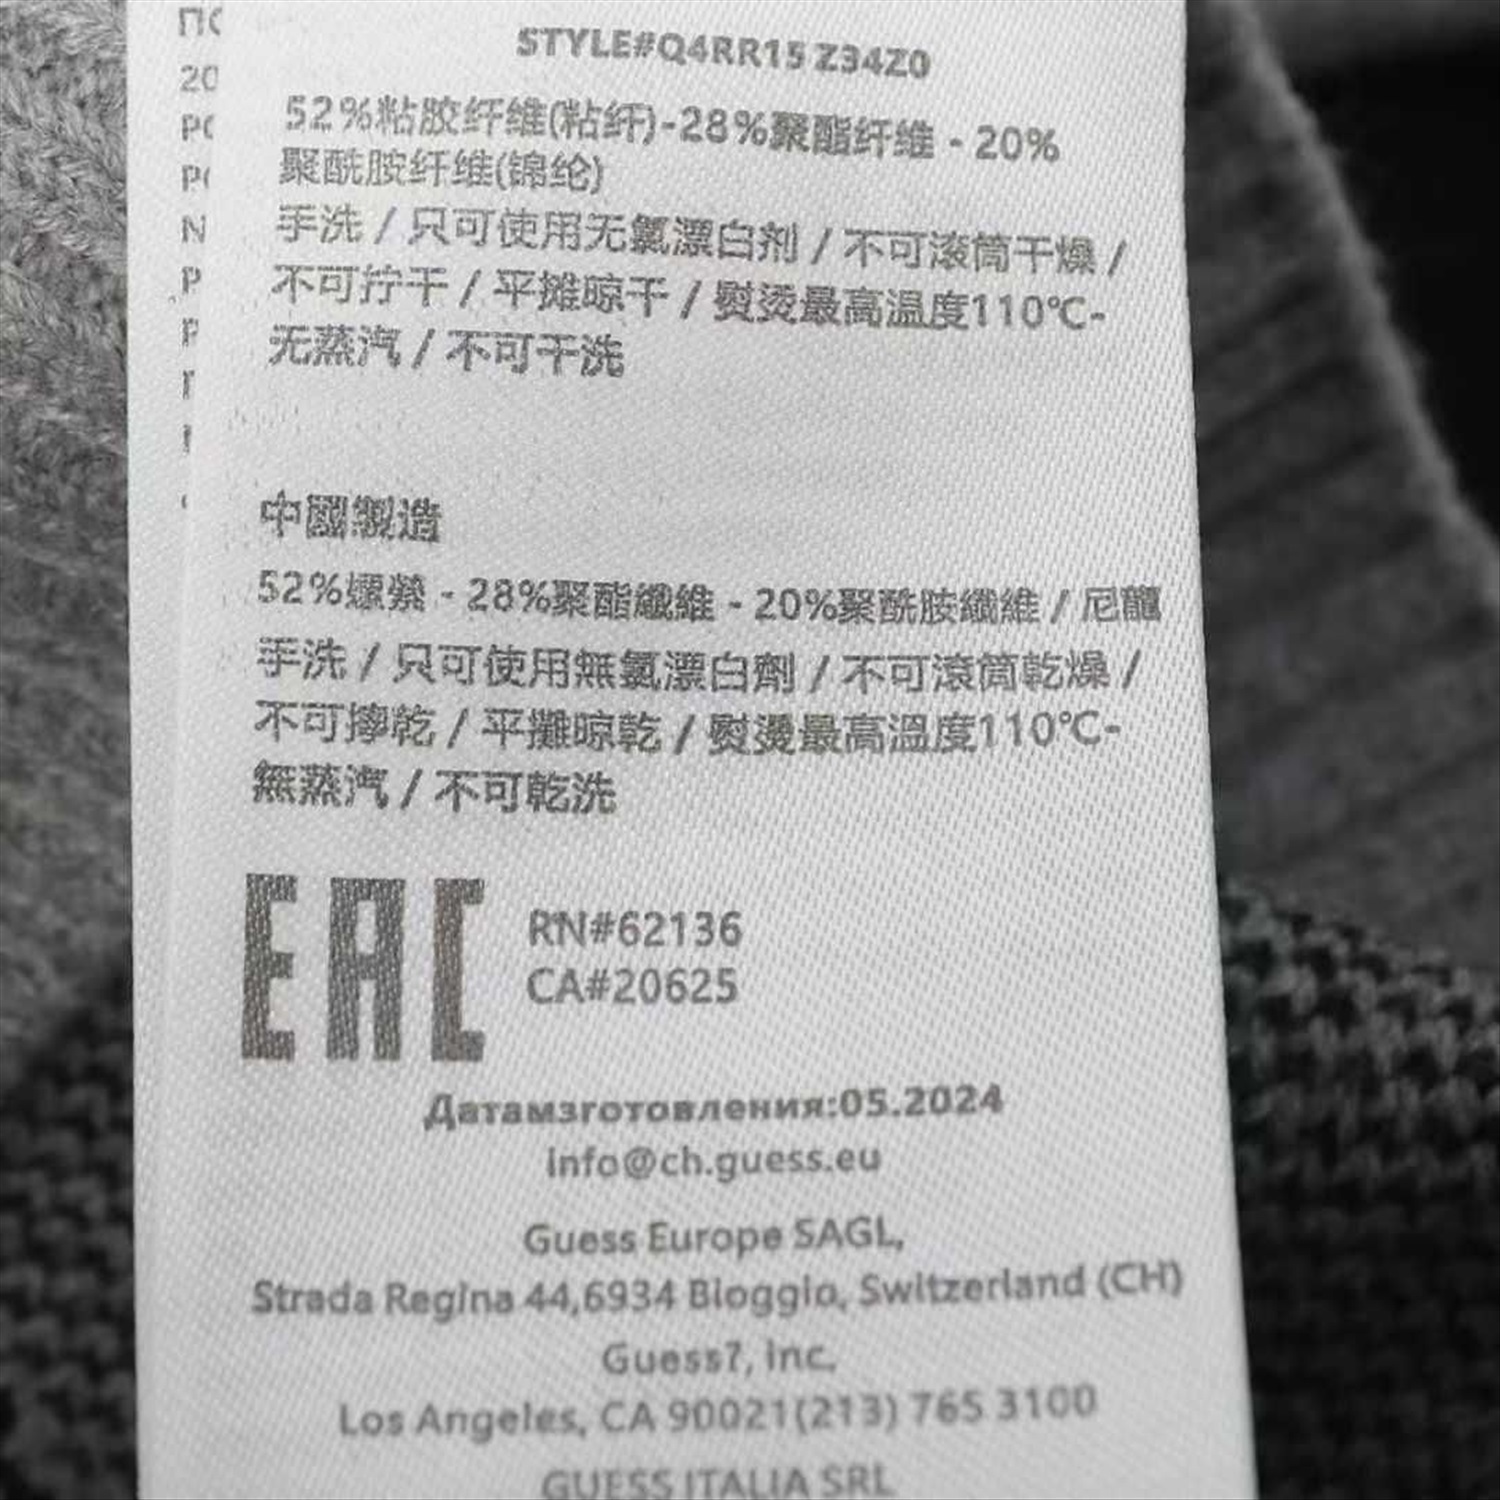 STYLE#Q4RR15 Z34Z0
52%粘胶纤维(粘纤)-28%聚酯纤维 - 20%
聚酰胺纤维(锦纶)
手洗 / 只可使用无氯漂白剂 / 不可滚筒干燥 /
不可拧干 / 平摊晾干 / 熨烫最高温度110℃-
无蒸汽 / 不可干洗
中國製造
52%嫘縈 - 28%聚酯纖維 - 20%聚酰胺纖維 / 尼龍
手洗 / 只可使用無氯漂白劑 / 不可滾筒乾燥 /
不可擰乾 / 平攤晾乾 / 熨燙最高溫度110℃-
無蒸汽 / 不可乾洗
EAC
RN#62136
CA#20625
Датамзготовления:05.2024
info@ch.guess.eu
Guess Europe SAGL,
Strada Regina 44,6934 Bioggio, Switzerland (CH)
Guess?, Inc.
Los Angeles, CA 90021(213) 765 3100
GUESS ITALIA SRL